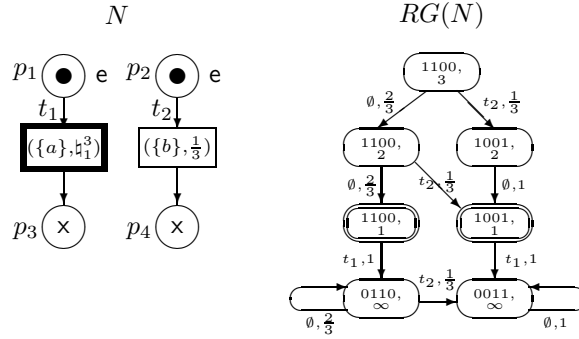 N
RG(N)
p₁ e
p₂ e
1100,
3
t₁
t₂
∅,⅔
t₂,⅓
({a},♮³₁)
({b},⅓)
1100,
2
1001,
2
∅,⅔
t₂,⅓
∅,1
p₃ x
p₄ x
1100,
1
1001,
1
t₁,1
t₁,1
0110,
∞
t₂,⅓
0011,
∞
∅,⅔
∅,1